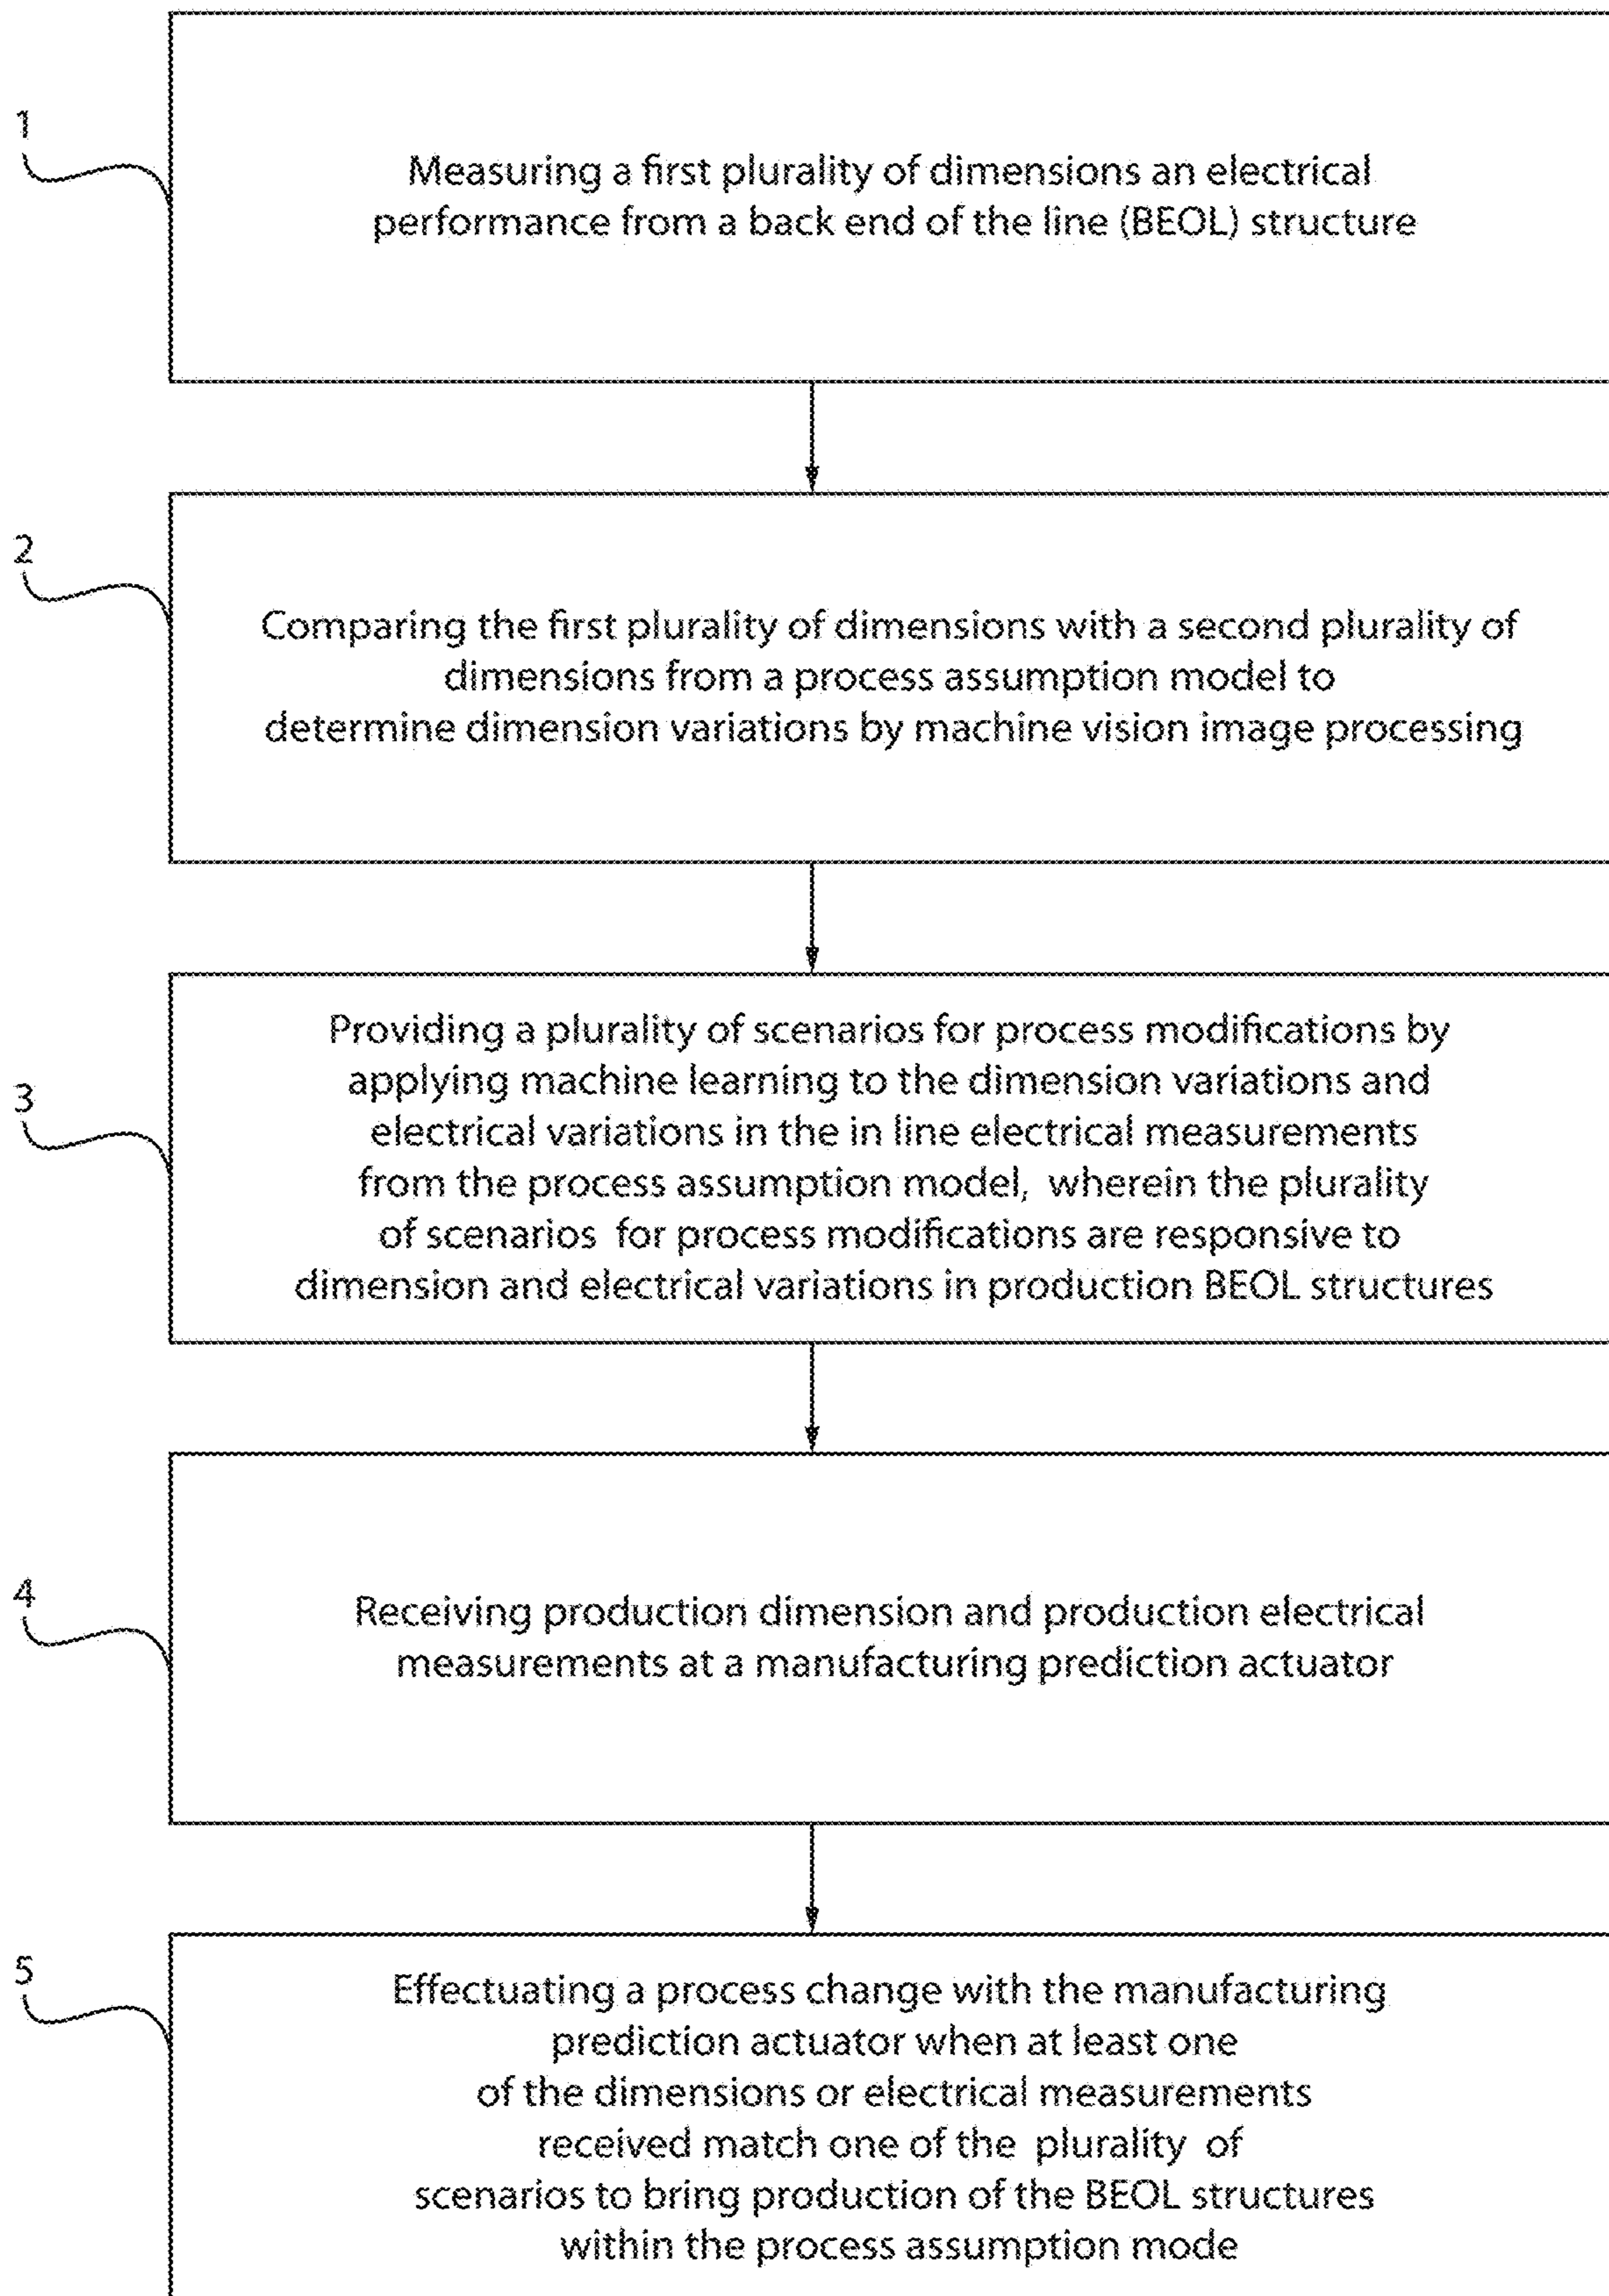 1
Measuring a first plurality of dimensions an electrical
performance from a back end of the line (BEOL) structure
2
Comparing the first plurality of dimensions with a second plurality of
dimensions from a process assumption model to
determine dimension variations by machine vision image processing
3
Providing a plurality of scenarios for process modifications by
applying machine learning to the dimension variations and
electrical variations in the in line electrical measurements
from the process assumption model, wherein the plurality
of scenarios for process modifications are responsive to
dimension and electrical variations in production BEOL structures
4
Receiving production dimension and production electrical
measurements at a manufacturing prediction actuator
5
Effectuating a process change with the manufacturing
prediction actuator when at least one
of the dimensions or electrical measurements
received match one of the plurality of
scenarios to bring production of the BEOL structures
within the process assumption mode